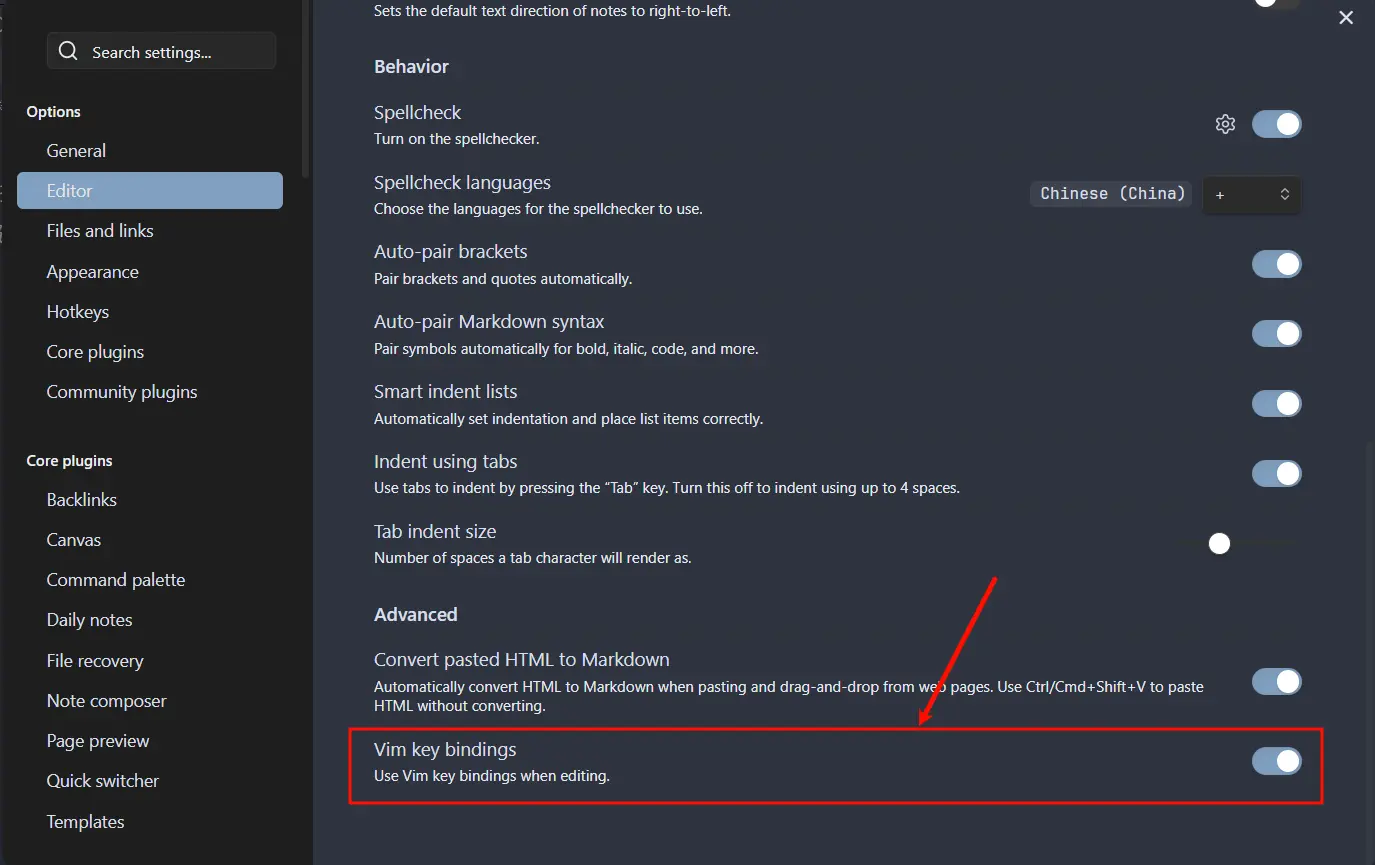 Search settings...
Options
General
Editor
Files and links
Appearance
Hotkeys
Core plugins
Community plugins
Core plugins
Backlinks
Canvas
Command palette
Daily notes
File recovery
Note composer
Page preview
Quick switcher
Templates
Sets the default text direction of notes to right-to-left.
Behavior
Spellcheck
Turn on the spellchecker.
Spellcheck languages
Choose the languages for the spellchecker to use.
Chinese (China)
+
Auto-pair brackets
Pair brackets and quotes automatically.
Auto-pair Markdown syntax
Pair symbols automatically for bold, italic, code, and more.
Smart indent lists
Automatically set indentation and place list items correctly.
Indent using tabs
Use tabs to indent by pressing the “Tab” key. Turn this off to indent using up to 4 spaces.
Tab indent size
Number of spaces a tab character will render as.
Advanced
Convert pasted HTML to Markdown
Automatically convert HTML to Markdown when pasting and drag-and-drop from web pages. Use Ctrl/Cmd+Shift+V to paste
HTML without converting.
Vim key bindings
Use Vim key bindings when editing.